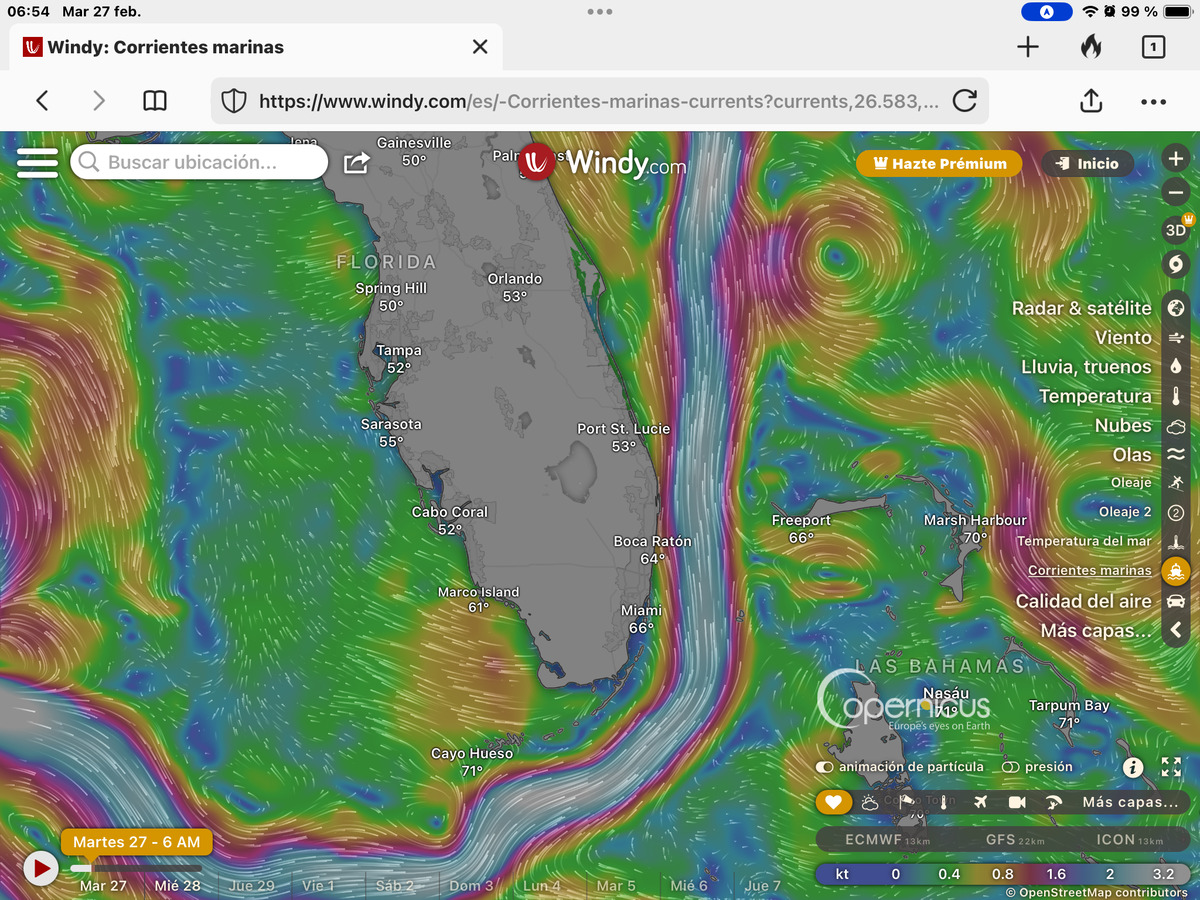 06:54 Mar 27 feb.
99 %
Windy: Corrientes marinas
1
https://www.windy.com/es/-Corrientes-marinas-currents?currents,26.583,...
Buscar ubicación...
Gainesville
50°
Windy.com
Hazte Prémium
Inicio
3D
FLORIDA
Spring Hill
50°
Orlando
53°
Radar & satélite
Viento
Tampa
52°
Lluvia, truenos
Temperatura
Sarasota
55°
Port St. Lucie
53°
Nubes
Olas
Oleaje
Cabo Coral
52°
Oleaje 2
2
Freeport
66°
Marsh Harbour
70°
Boca Ratón
64°
Temperatura del mar
Corrientes marinas
Marco Island
61°
Miami
66°
Calidad del aire
Más capas...
LAS BAHAMAS
Nasáu
71°
Copernicus
Europe's eyes on Earth
Tarpum Bay
71°
Cayo Hueso
71°
animación de partícula
presión
i
Más capas...
Martes 27 - 6 AM
ECMWF 13km GFS 22km ICON 13km
kt 0 0.4 0.8 1.6 2 3.2
Mar 27 Mié 28 Jue 29 Vie 1 Sáb 2 Dom 3 Lun 4 Mar 5 Mié 6 Jue 7
© OpenStreetMap contributors